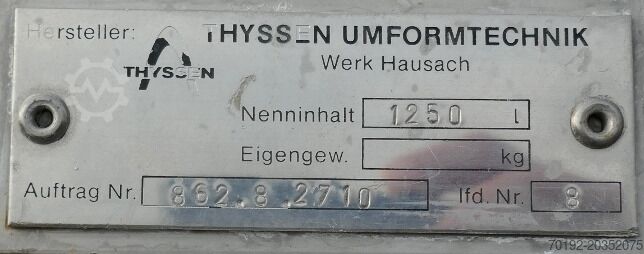 Hersteller: THYSSEN UMFORMTECHNIK
THYSSEN
Werk Hausach
Nenninhalt 1250 l
Eigengew. kg
Auftrag Nr. 862.8.2710 lfd. Nr. 8
70192-20352075